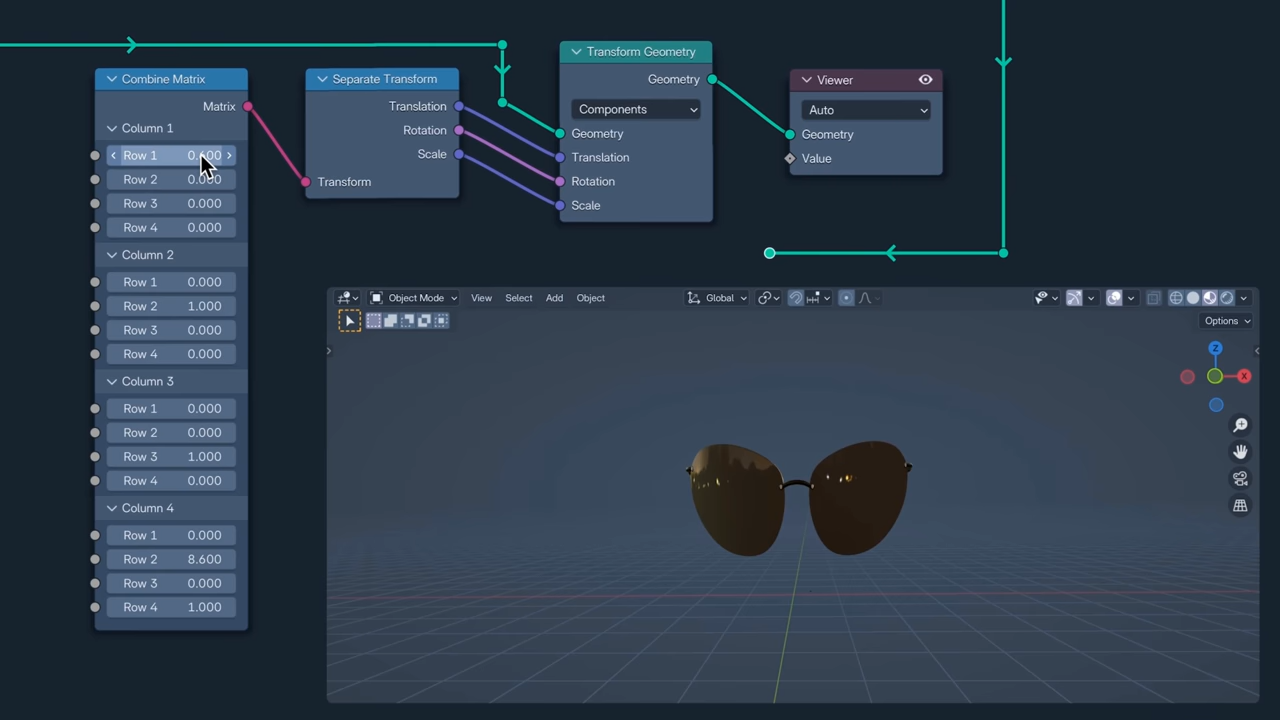 Combine Matrix
Matrix
Column 1
Row 1
Row 2 0.000
Row 3 0.000
Row 4 0.000
Column 2
Row 1 0.000
Row 2 1.000
Row 3 0.000
Row 4 0.000
Column 3
Row 1 0.000
Row 2 0.000
Row 3 1.000
Row 4 0.000
Column 4
Row 1 0.000
Row 2 8.600
Row 3 0.000
Row 4 1.000
Separate Transform
Translation
Rotation
Scale
Transform
Transform Geometry
Geometry
Components
Geometry
Translation
Rotation
Scale
Viewer
Auto
Geometry
Value
Object Mode View Select Add Object Global
Options
Z
X